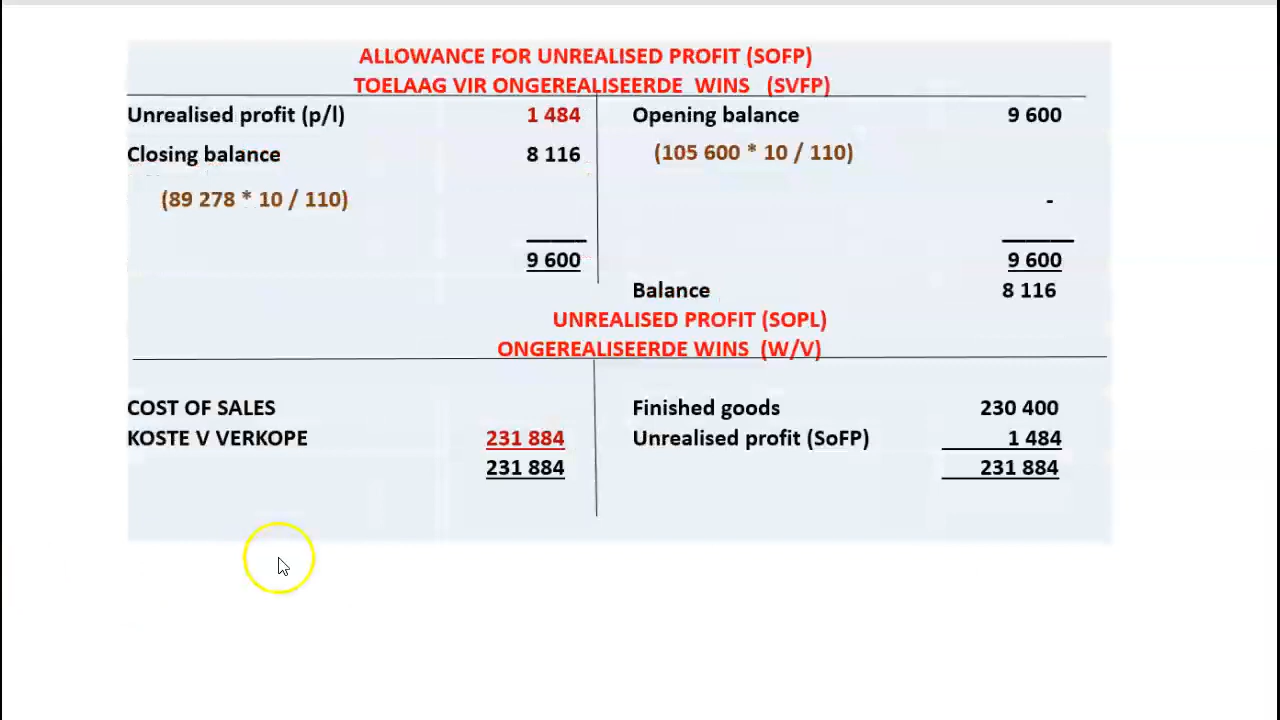 ALLOWANCE FOR UNREALISED PROFIT (SOFP)
TOELAAG VIR ONGEREALISEERDE WINS (SVFP)
Unrealised profit (p/l) 1 484 Opening balance 9 600
Closing balance 8 116 (105 600 * 10 / 110)
(89 278 * 10 / 110) -
9 600 9 600
Balance 8 116
UNREALISED PROFIT (SOPL)
ONGEREALISEERDE WINS (W/V)
COST OF SALES Finished goods 230 400
KOSTE V VERKOPE 231 884 Unrealised profit (SoFP) 1 484
231 884 231 884